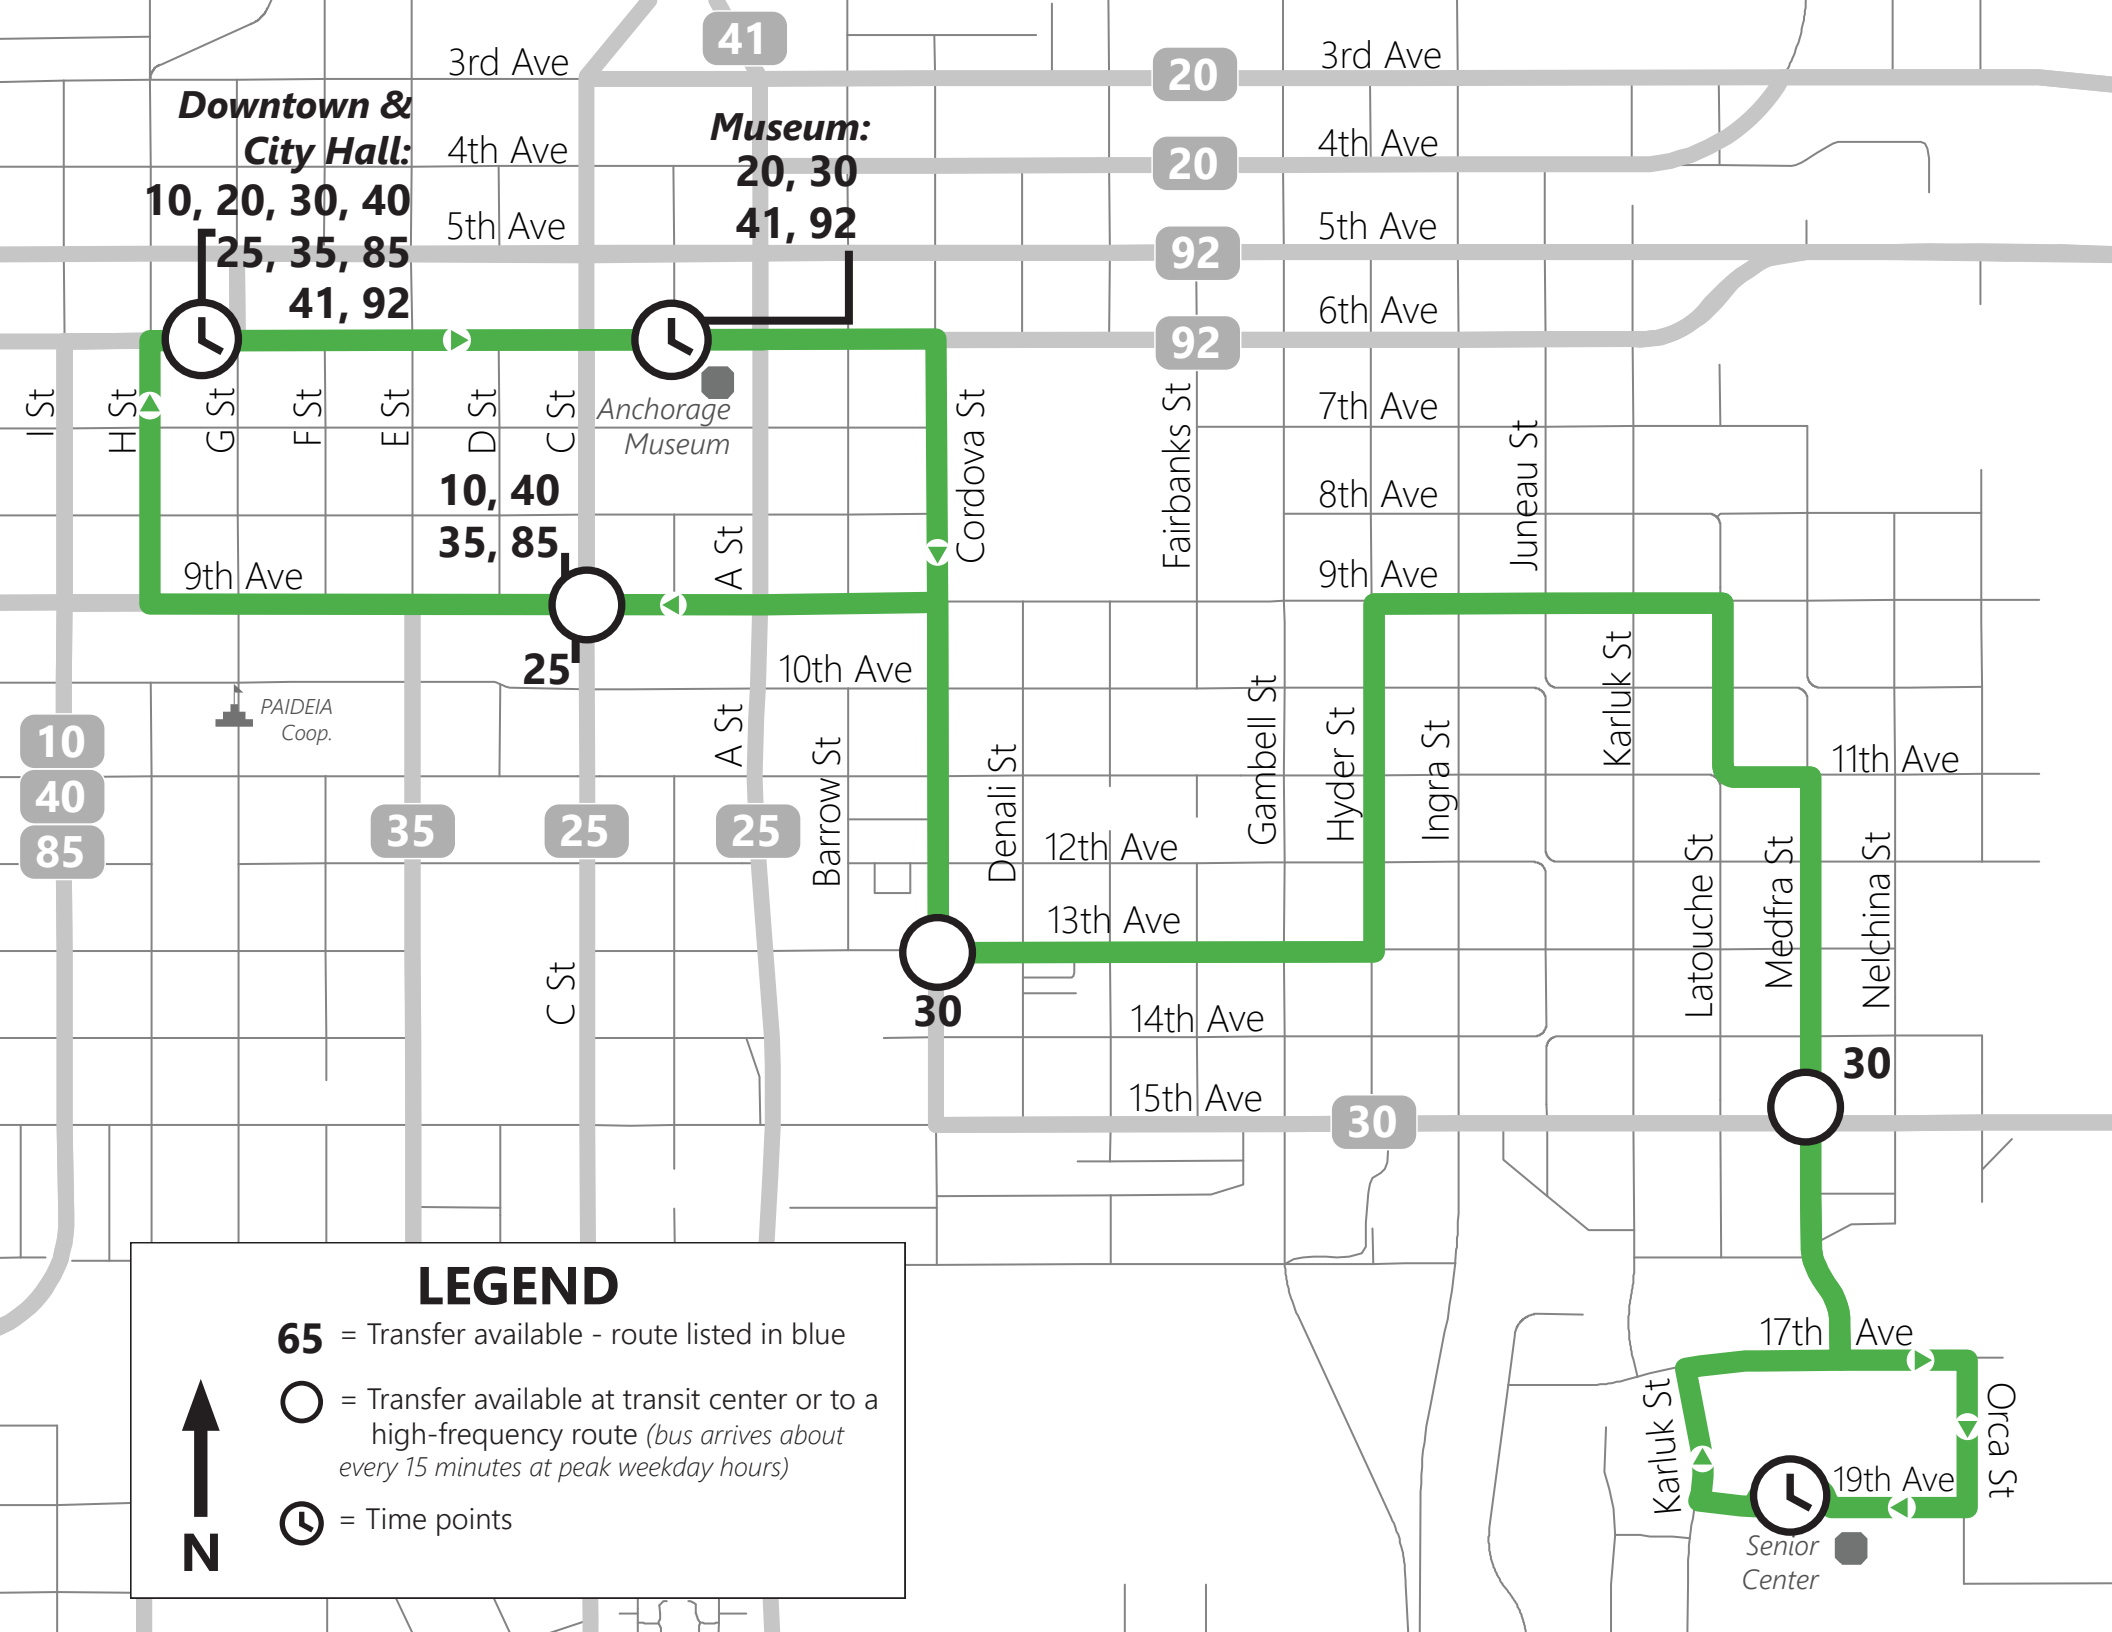 41
3rd Ave
20
3rd Ave
Downtown &
City Hall:
10, 20, 30, 40
25, 35, 85
41, 92
4th Ave
Museum:
20, 30
41, 92
20
4th Ave
5th Ave
92
5th Ave
92
6th Ave
I St
H St
G St
F St
E St
D St
C St
Anchorage
Museum
Cordova St
Fairbanks St
7th Ave
Juneau St
8th Ave
10, 40
35, 85
A St
9th Ave
9th Ave
25
10th Ave
Karluk St
PAIDEIA
Coop.
A St
Barrow St
Denali St
Gambell St
Hyder St
Ingra St
11th Ave
10
40
85
35
25
25
12th Ave
Latouche St
Medfra St
Nelchina St
13th Ave
C St
30
14th Ave
30
15th Ave
30
17th Ave
Karluk St
Orca St
19th Ave
Senior
Center
LEGEND
65 = Transfer available - route listed in blue
= Transfer available at transit center or to a
high-frequency route (bus arrives about
every 15 minutes at peak weekday hours)
= Time points
N